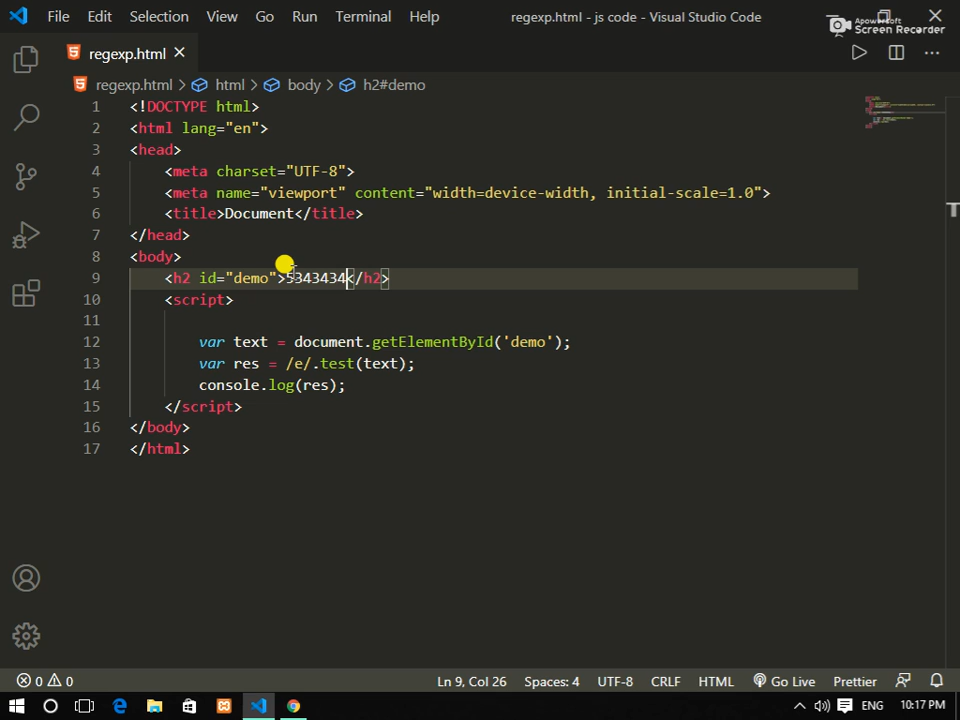 File Edit Selection View Go Run Terminal Help regexp.html - js code - Visual Studio Code
Apowersoft
Screen Recorder
regexp.html
regexp.html > html > body > h2#demo
1 <!DOCTYPE html>
2 <html lang="en">
3 <head>
4 <meta charset="UTF-8">
5 <meta name="viewport" content="width=device-width, initial-scale=1.0">
6 <title>Document</title>
7 </head>
8 <body>
9 <h2 id="demo">5343434</h2>
10 <script>
11
12 var text = document.getElementById('demo');
13 var res = /e/.test(text);
14 console.log(res);
15 </script>
16 </body>
17 </html>
0 0 Ln 9, Col 26 Spaces: 4 UTF-8 CRLF HTML Go Live Prettier
ENG 10:17 PM